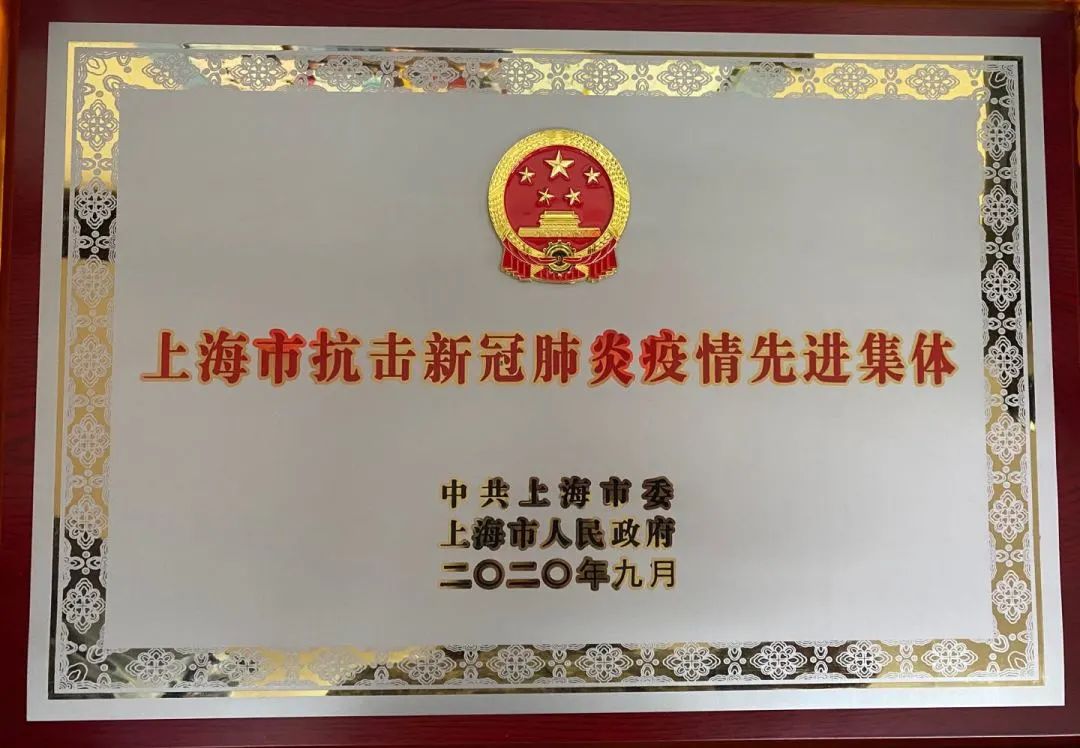 上海市抗击新冠肺炎疫情先进集体
中共上海市委
上海市人民政府
二〇二〇年九月